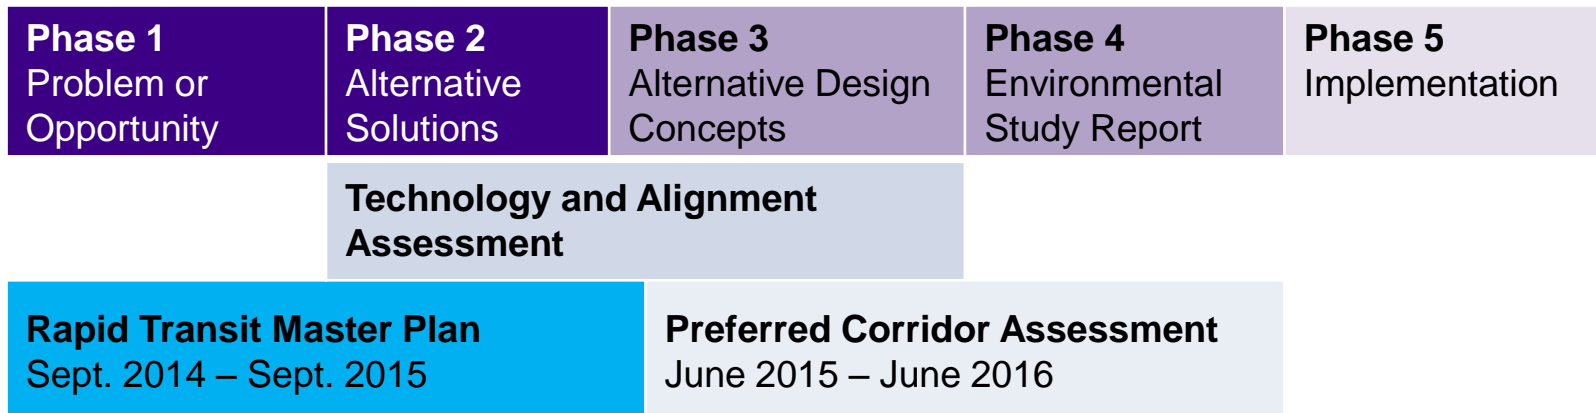 Phase 1
Problem or
Opportunity
Phase 2
Alternative
Solutions
Phase 3
Alternative Design
Concepts
Phase 4
Environmental
Study Report
Phase 5
Implementation
Technology and Alignment
Assessment
Rapid Transit Master Plan
Sept. 2014 – Sept. 2015
Preferred Corridor Assessment
June 2015 – June 2016